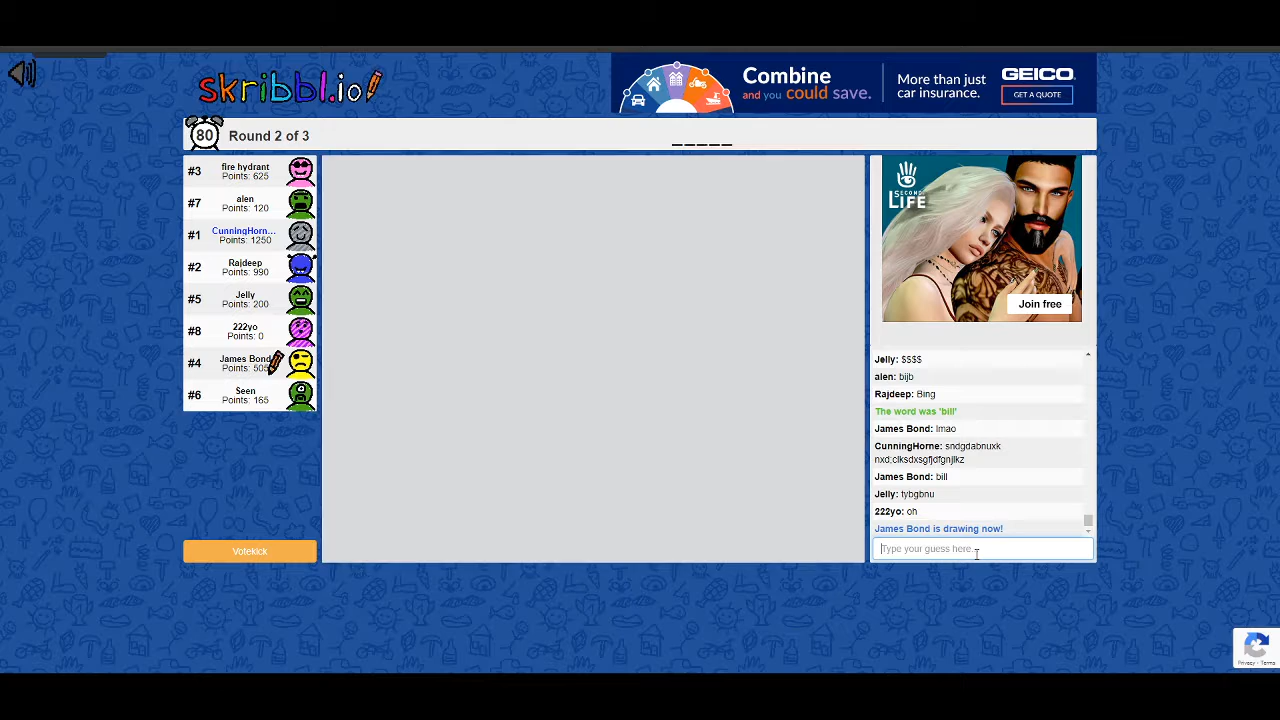 skribbl.io
Combine
and you could save.
More than just
car insurance.
GEICO
GET A QUOTE
80
Round 2 of 3
_____
#3
fire hydrant
Points: 625
#7
alen
Points: 120
#1
CunningHorn...
Points: 1250
#2
Rajdeep
Points: 990
#5
Jelly
Points: 200
#8
222yo
Points: 0
#4
James Bond
Points: 505
#6
Seen
Points: 165
Votekick
SECOND
LIFE
Join free
Jelly: $$$$
alen: bijb
Rajdeep: Bing
The word was 'bill'
James Bond: lmao
CunningHorne: sndgdabnuxk
nxd;clksdxsgfjdfgnjlkz
James Bond: bill
Jelly: tybgbnu
222yo: oh
James Bond is drawing now!
Type your guess here...
Privacy - Terms